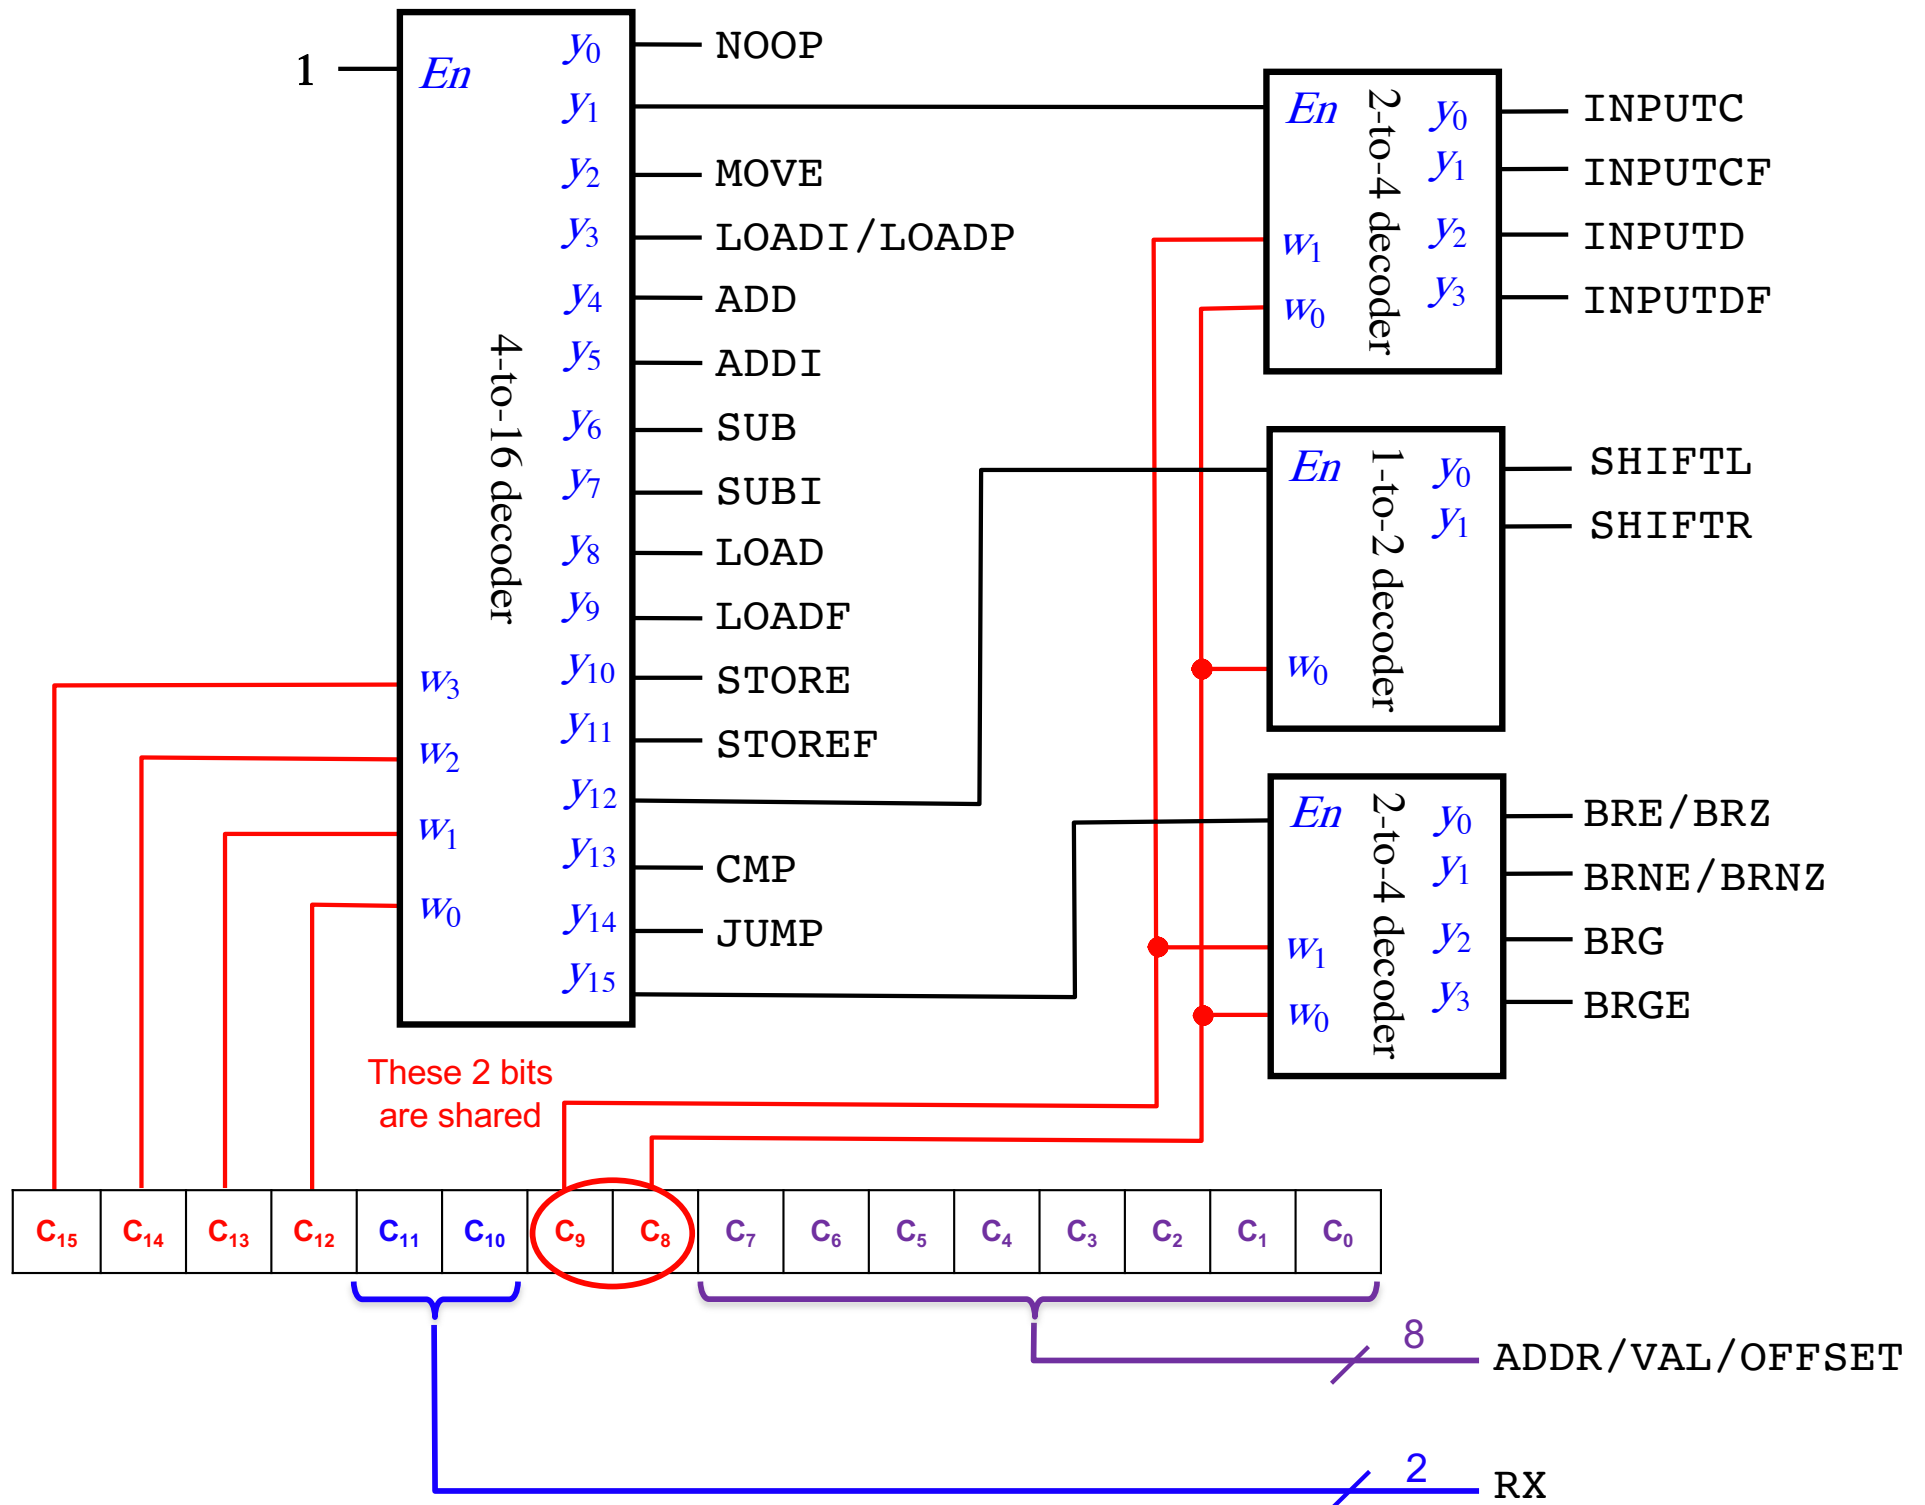 1
En
4-to-16 decoder
w3
w2
w1
w0
y0 NOOP
y1
y2 MOVE
y3 LOADI/LOADP
y4 ADD
y5 ADDI
y6 SUB
y7 SUBI
y8 LOAD
y9 LOADF
y10 STORE
y11 STOREF
y12
y13 CMP
y14 JUMP
y15
En
2-to-4 decoder
w1
w0
y0 INPUTC
y1 INPUTCF
y2 INPUTD
y3 INPUTDF
En
1-to-2 decoder
w0
y0 SHIFTL
y1 SHIFTR
En
2-to-4 decoder
w1
w0
y0 BRE/BRZ
y1 BRNE/BRNZ
y2 BRG
y3 BRGE
These 2 bits
are shared
C15 C14 C13 C12 C11 C10 C9 C8 C7 C6 C5 C4 C3 C2 C1 C0
8 ADDR/VAL/OFFSET
2 RX